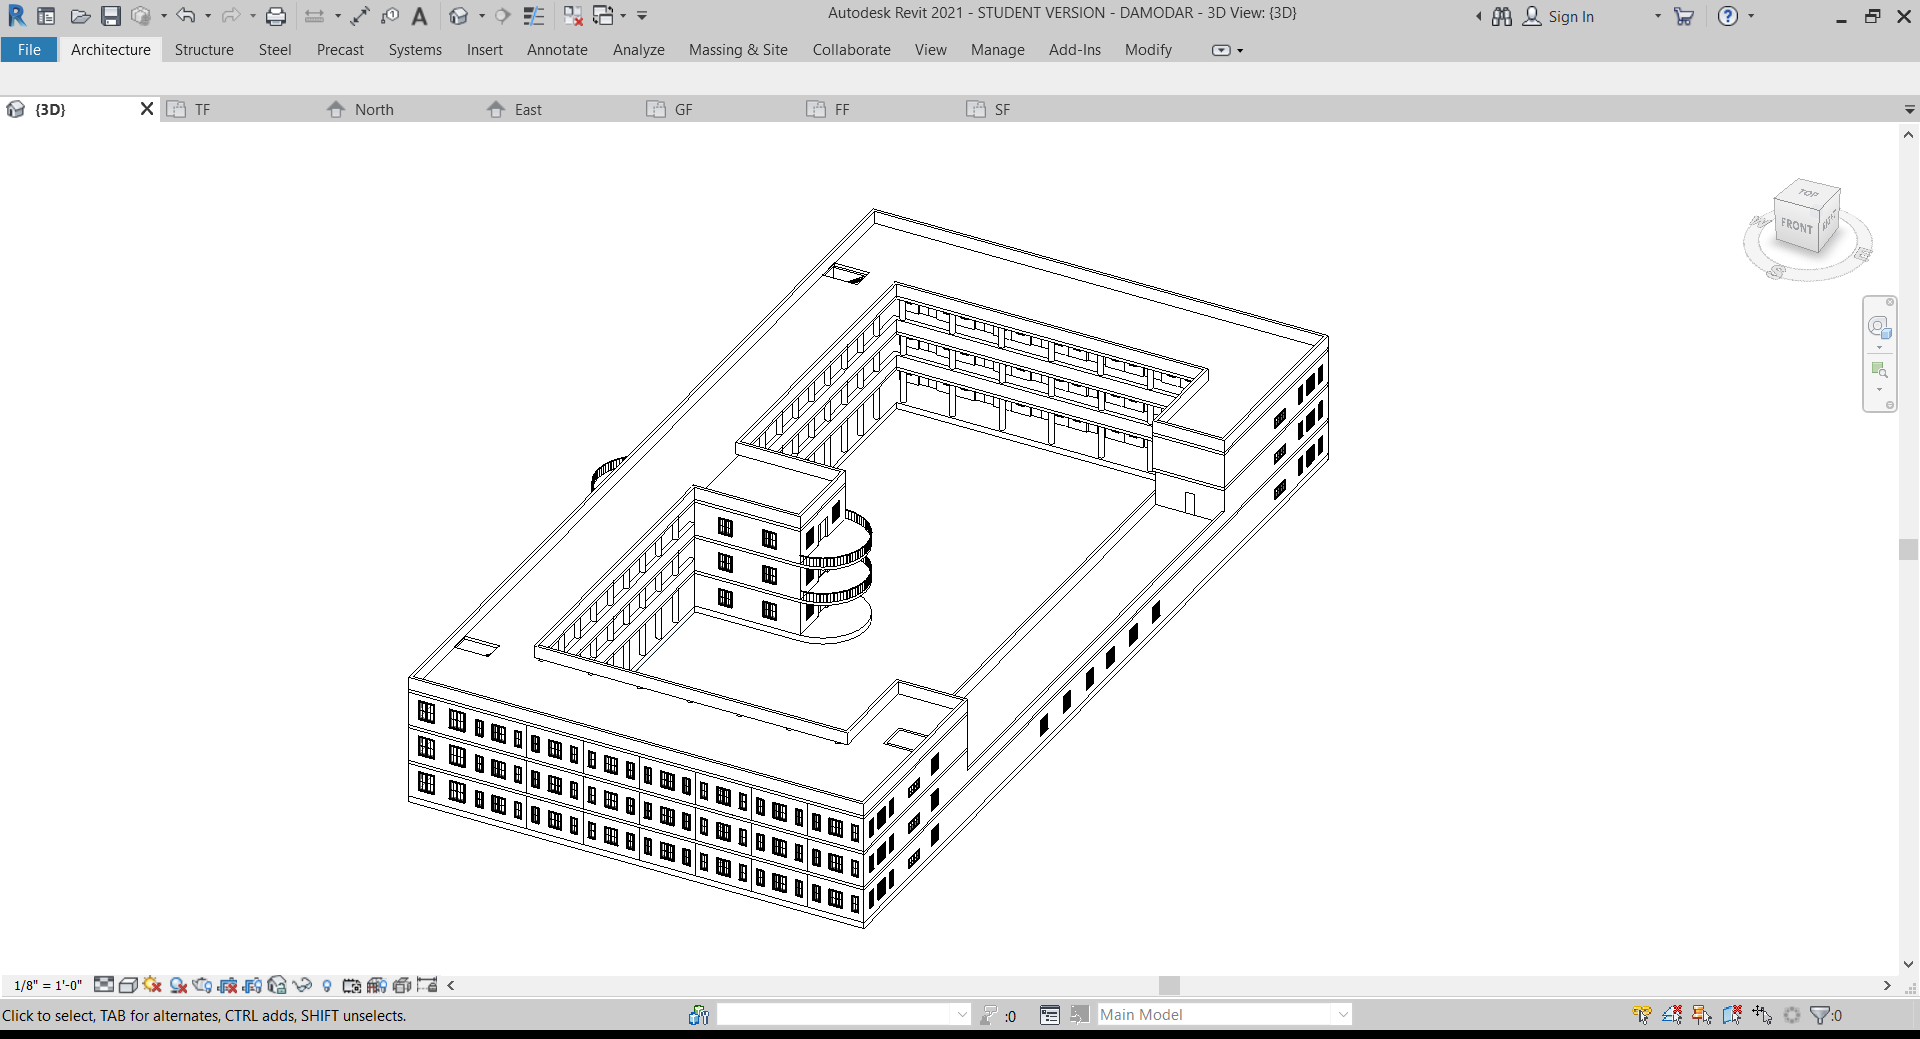 Autodesk Revit 2021 - STUDENT VERSION - DAMODAR - 3D View: {3D}
Sign In
File Architecture Structure Steel Precast Systems Insert Annotate Analyze Massing & Site Collaborate View Manage Add-Ins Modify
{3D} TF North East GF FF SF
TOP
FRONT
RIGHT
W
E
S
1/8" = 1'-0"
Click to select, TAB for alternates, CTRL adds, SHIFT unselects.
:0
Main Model
:0